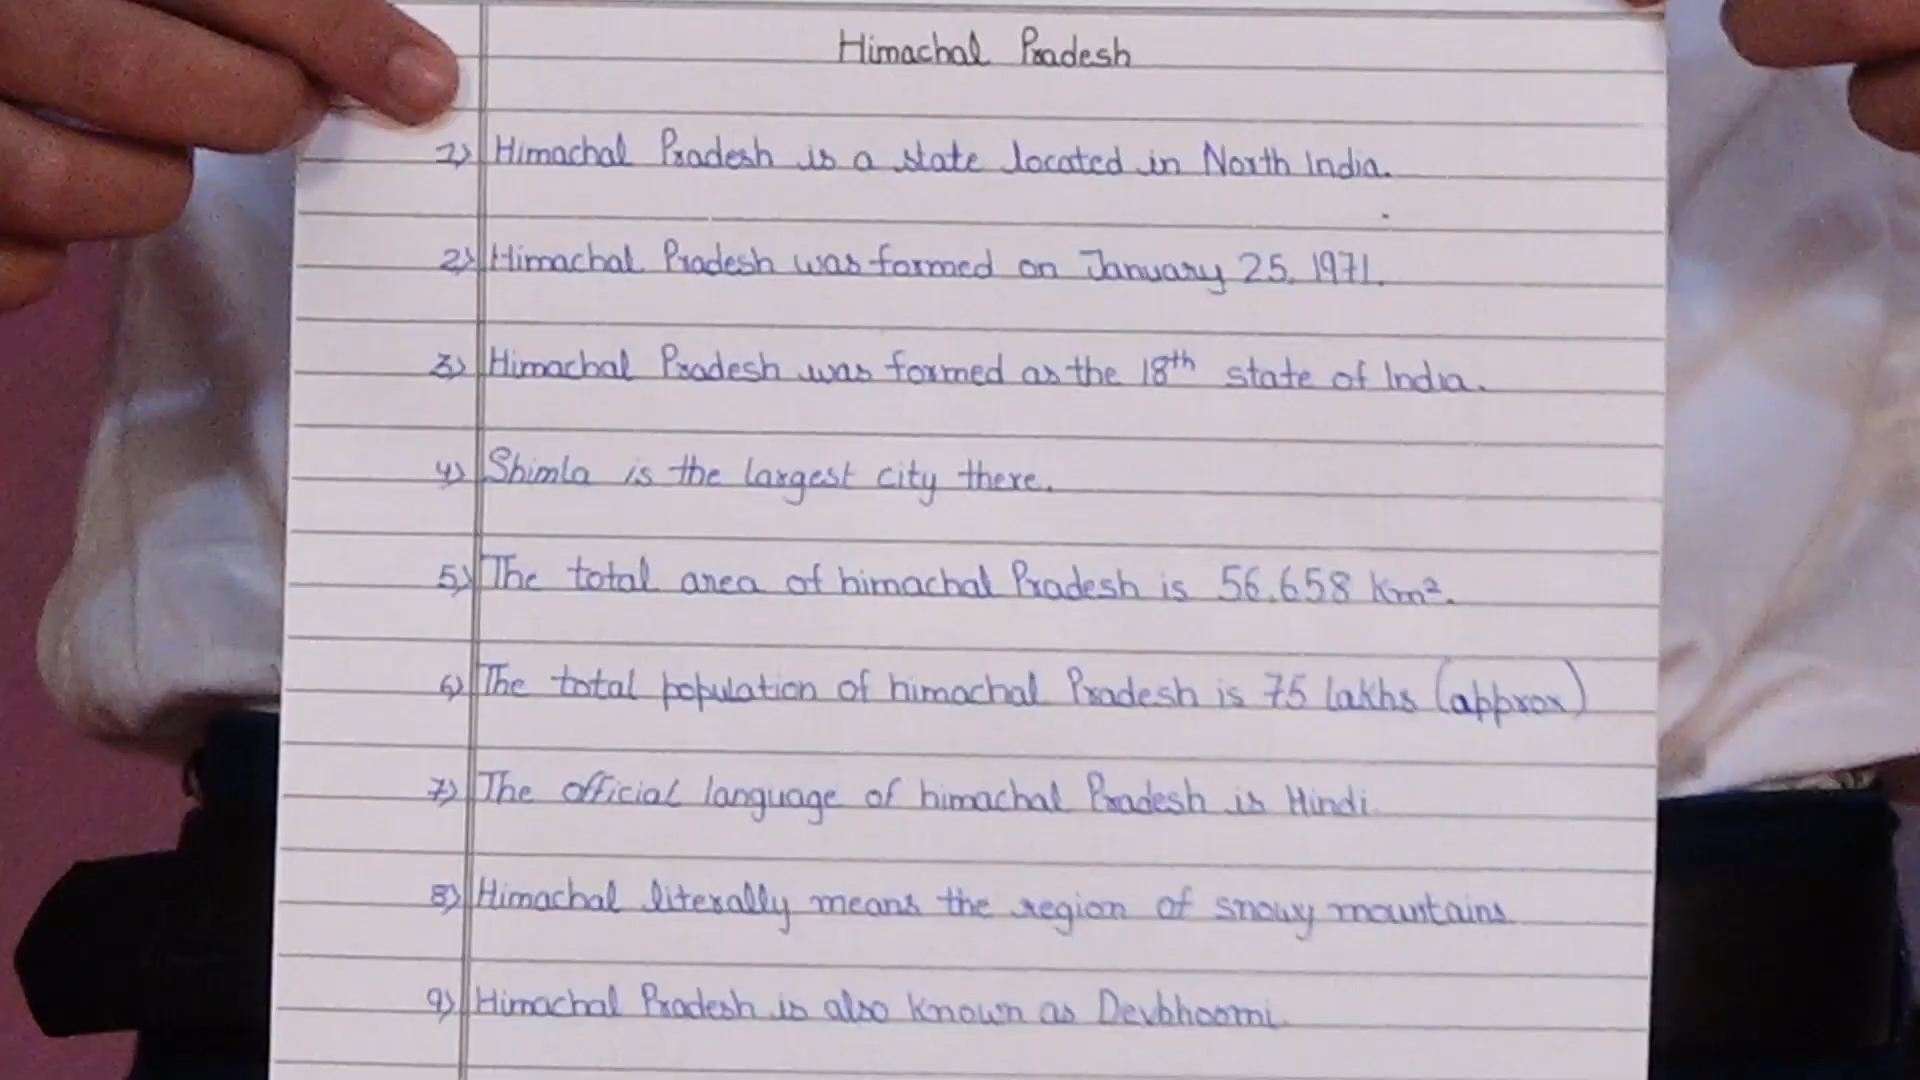 Himachal Pradesh
1) Himachal Pradesh is a state located in North India.
2) Himachal Pradesh was formed on January 25, 1971.
3) Himachal Pradesh was formed as the 18th state of India.
4) Shimla is the largest city there.
5) The total area of himachal Pradesh is 56.658 Km².
6) The total population of himachal Pradesh is 75 lakhs (approx)
7) The official language of himachal Pradesh is Hindi
8) Himachal literally means the region of snowy mountains
9) Himachal Pradesh is also known as Devbhoomi.